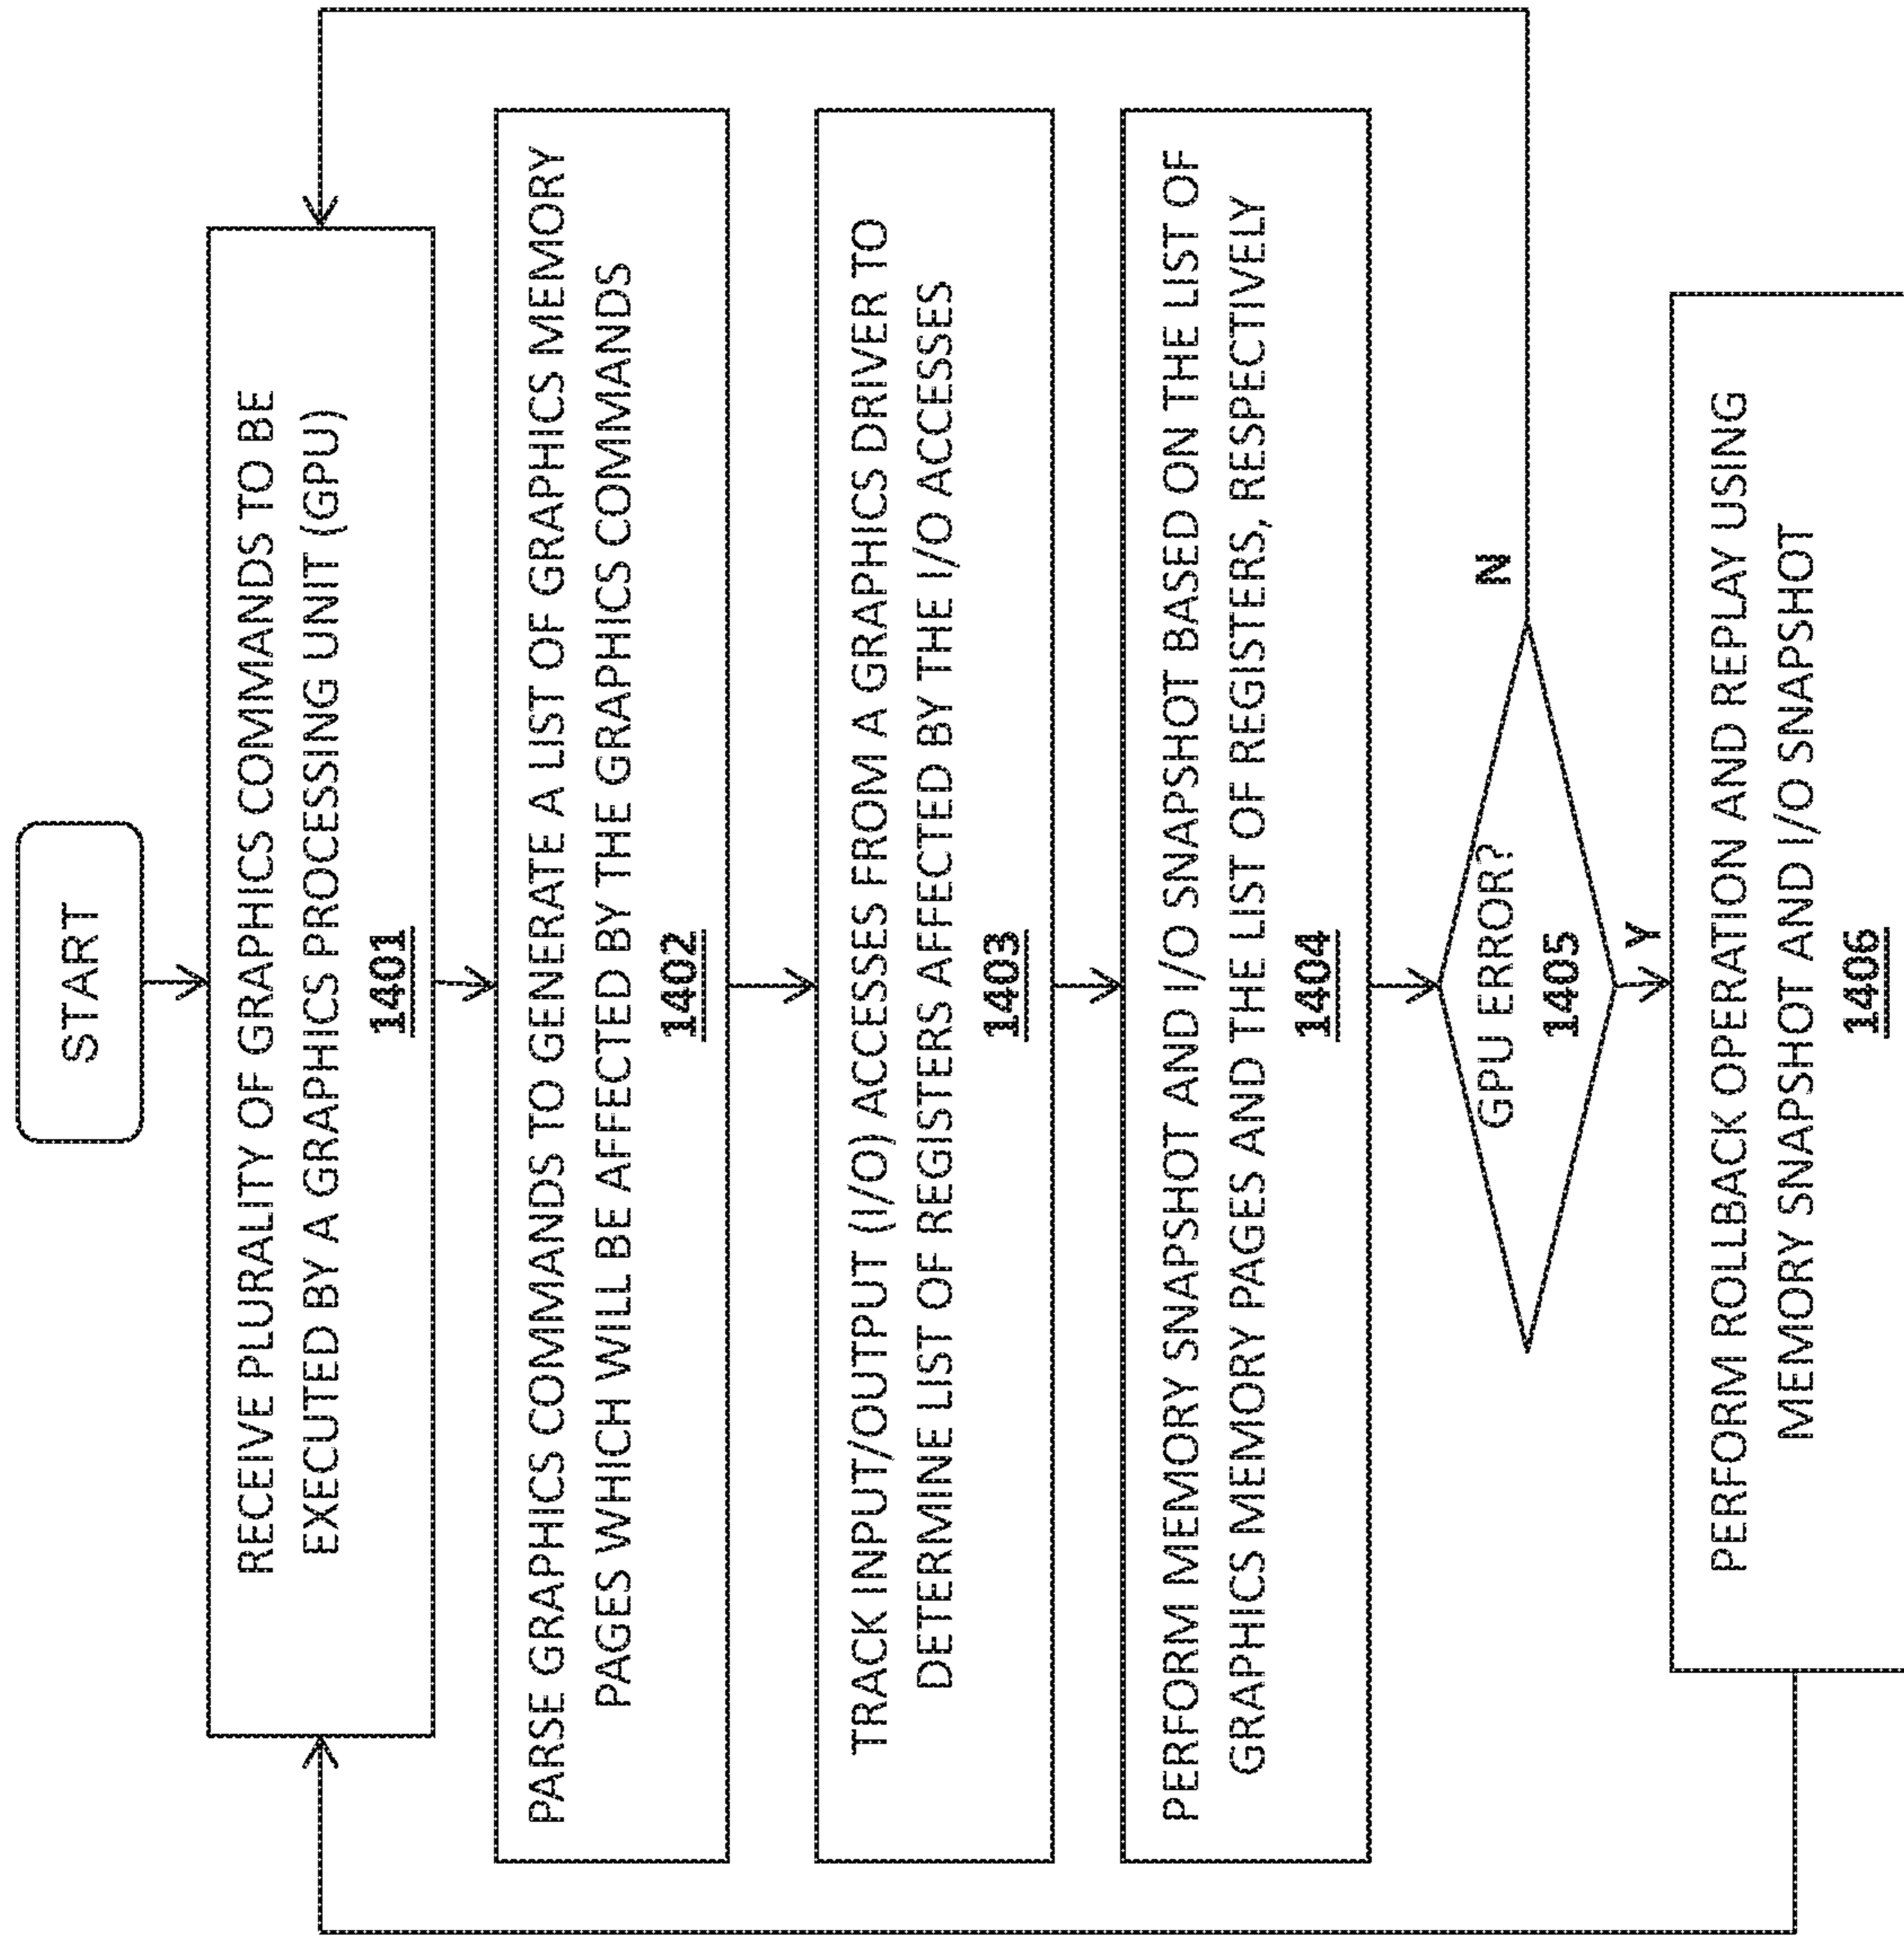 START
RECEIVE PLURALITY OF GRAPHICS COMMANDS TO BE
EXECUTED BY A GRAPHICS PROCESSING UNIT (GPU)
1401
PARSE GRAPHICS COMMANDS TO GENERATE A LIST OF GRAPHICS MEMORY
PAGES WHICH WILL BE AFFECTED BY THE GRAPHICS COMMANDS
1402
TRACK INPUT/OUTPUT (I/O) ACCESSES FROM A GRAPHICS DRIVER TO
DETERMINE LIST OF REGISTERS AFFECTED BY THE I/O ACCESSES
1403
PERFORM MEMORY SNAPSHOT AND I/O SNAPSHOT BASED ON THE LIST OF
GRAPHICS MEMORY PAGES AND THE LIST OF REGISTERS, RESPECTIVELY
1404
GPU ERROR?
1405
N
Y
PERFORM ROLLBACK OPERATION AND REPLAY USING
MEMORY SNAPSHOT AND I/O SNAPSHOT
1406